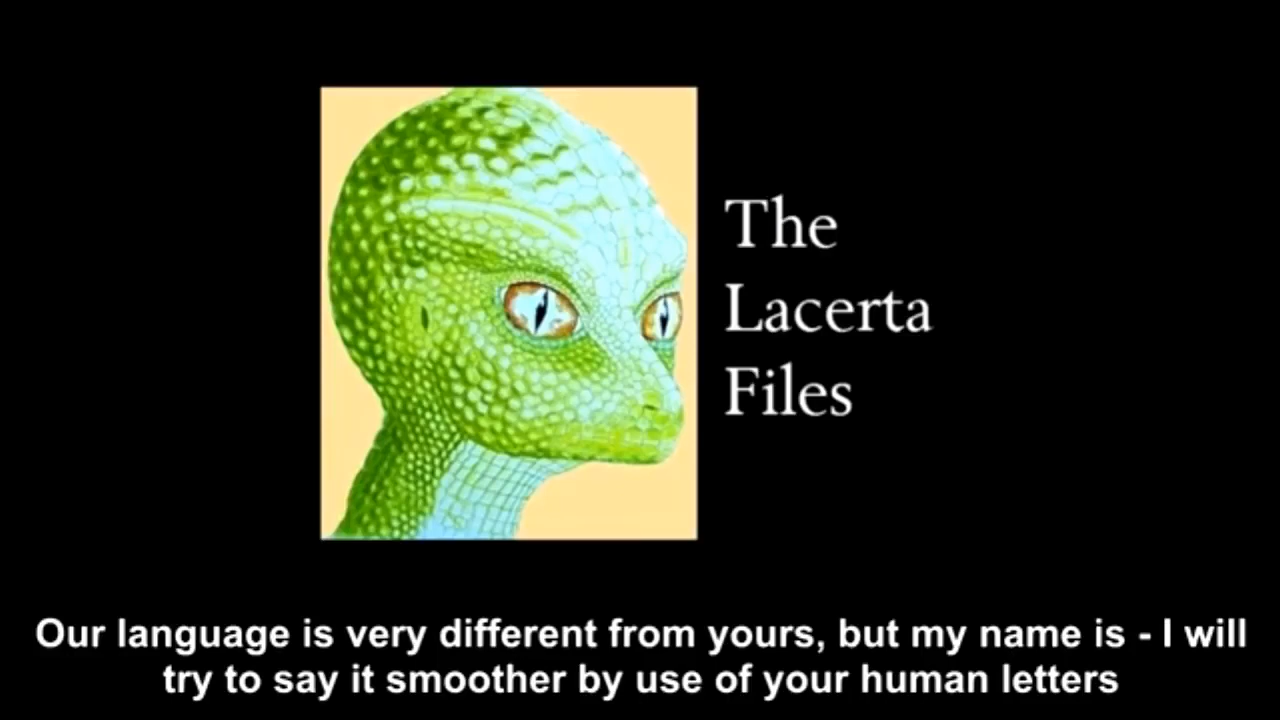 The
Lacerta
Files
Our language is very different from yours, but my name is - I will
try to say it smoother by use of your human letters